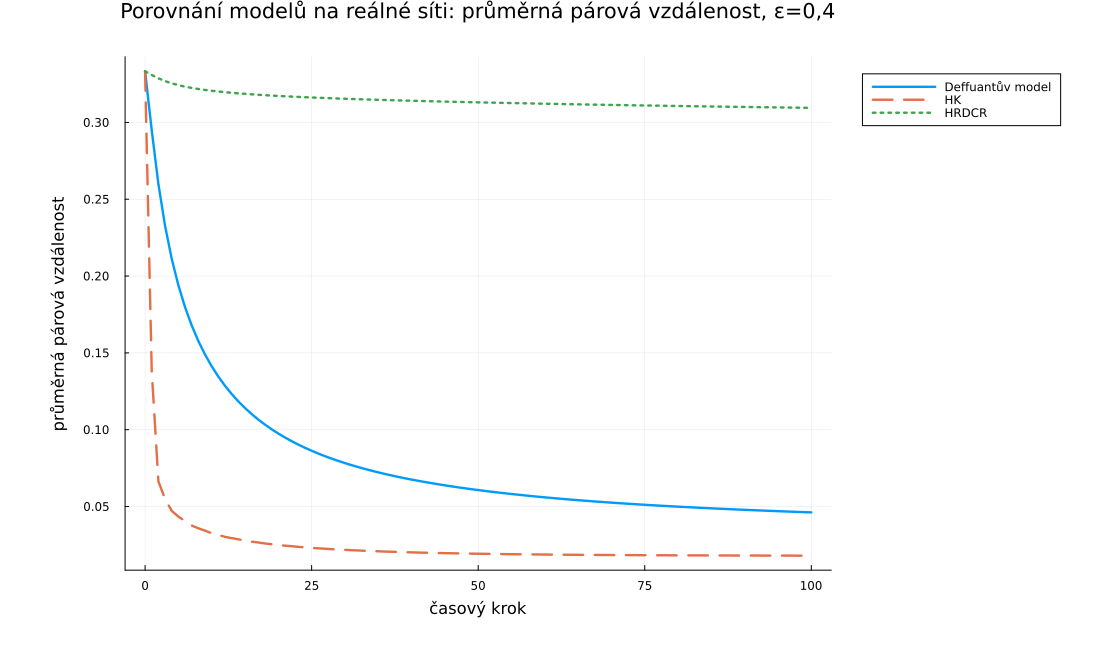 Porovnání modelů na reálné síti: průměrná párová vzdálenost, ε=0,4
Deffuantův model
HK
HRDCR
průměrná párová vzdálenost
0.30
0.25
0.20
0.15
0.10
0.05
0
25
50
75
100
časový krok